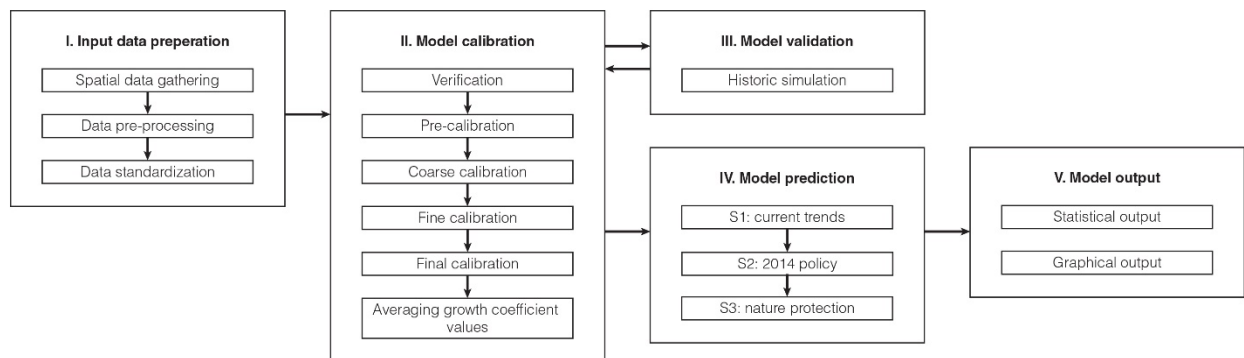 I. Input data preperation
Spatial data gathering
Data pre-processing
Data standardization
II. Model calibration
Verification
Pre-calibration
Coarse calibration
Fine calibration
Final calibration
Averaging growth coefficient
values
III. Model validation
Historic simulation
IV. Model prediction
S1: current trends
S2: 2014 policy
S3: nature protection
V. Model output
Statistical output
Graphical output